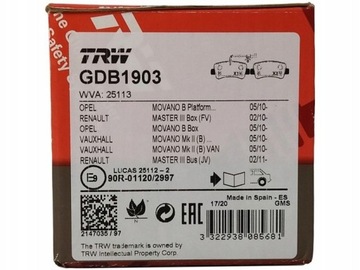 TRW
GDB1903
WVA: 25113
OPEL MOVANO B Platform... 05/10-
RENAULT MASTER III Box (FV) 02/10-
OPEL MOVANO B Box 05/10-
VAUXHALL MOVANO Mk II (B) ... 05/10-
VAUXHALL MOVANO Mk II (B) VAN 05/10-
RENAULT MASTER III Bus (JV) 02/11-
LUCAS 25112 - 2
90R-01120/2997
Made in Spain - ES
17/20 GMS
EAC
2147035 / 97
The TRW trademark is owned by
TRW Intellectual Property Corp.
3 322938 085681